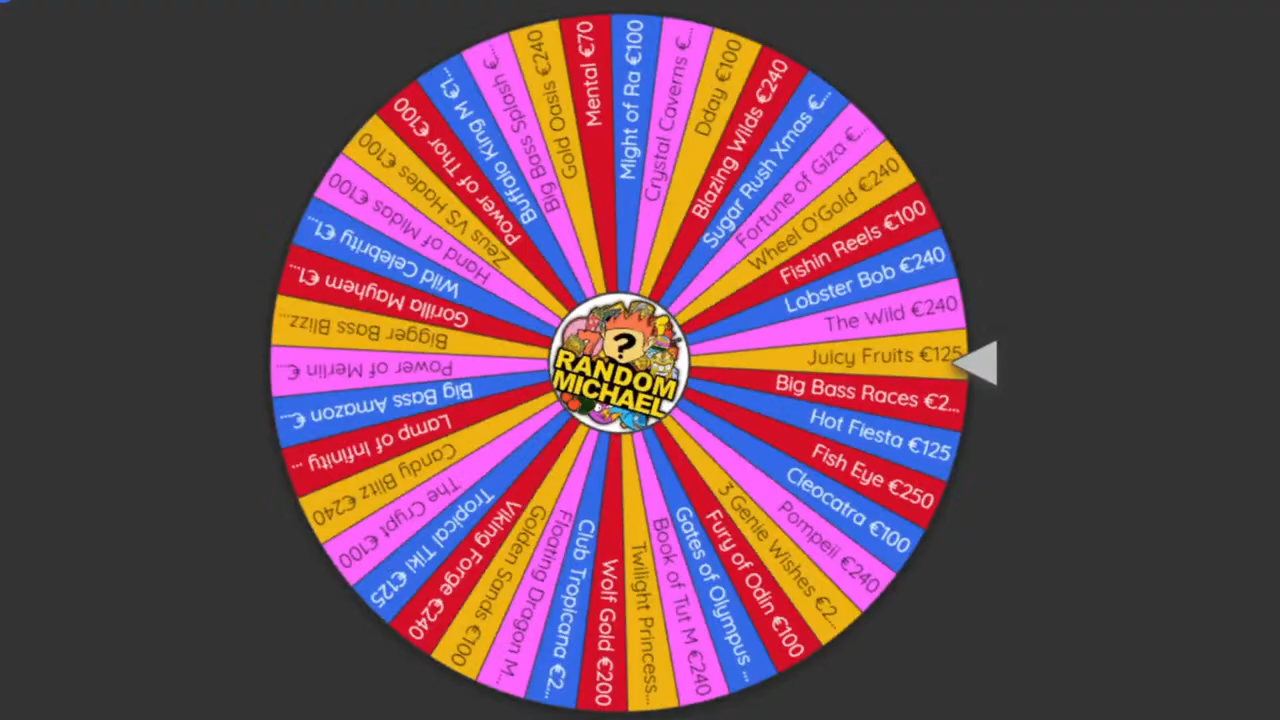 Might of Ra €100
Crystal Caverns €...
Dday €100
Blazing Wilds €240
Sugar Rush Xmas €...
Fortune of Giza €...
Wheel O'Gold €240
Fishin Reels €100
Lobster Bob €240
The Wild €240
Juicy Fruits €125
Big Bass Races €2...
Hot Fiesta €125
Fish Eye €250
Cleocatra €100
Pompeii €240
3 Genie Wishes €2...
Fury of Odin €100
Gates of Olympus ...
Book of Tut M €240
Twilight Princess...
Wolf Gold €200
Club Tropicana €2...
Floating Dragon M...
Golden Sands €100
Viking Forge €240
Tropical Tiki €125
The Crypt €100
Candy Blitz €240
Lamp of Infinity ...
Big Bass Amazon €...
Power of Merlin €...
Bigger Bass Blizz...
Gorilla Mayhem €1...
Wild Celebrity €1...
Hand of Midas €100
Zeus VS Hades €100
Power of Thor €100
Buffalo King M €1...
Big Bass Splash €...
Gold Oasis €240
Mental €70
?
RANDOM
MICHAEL